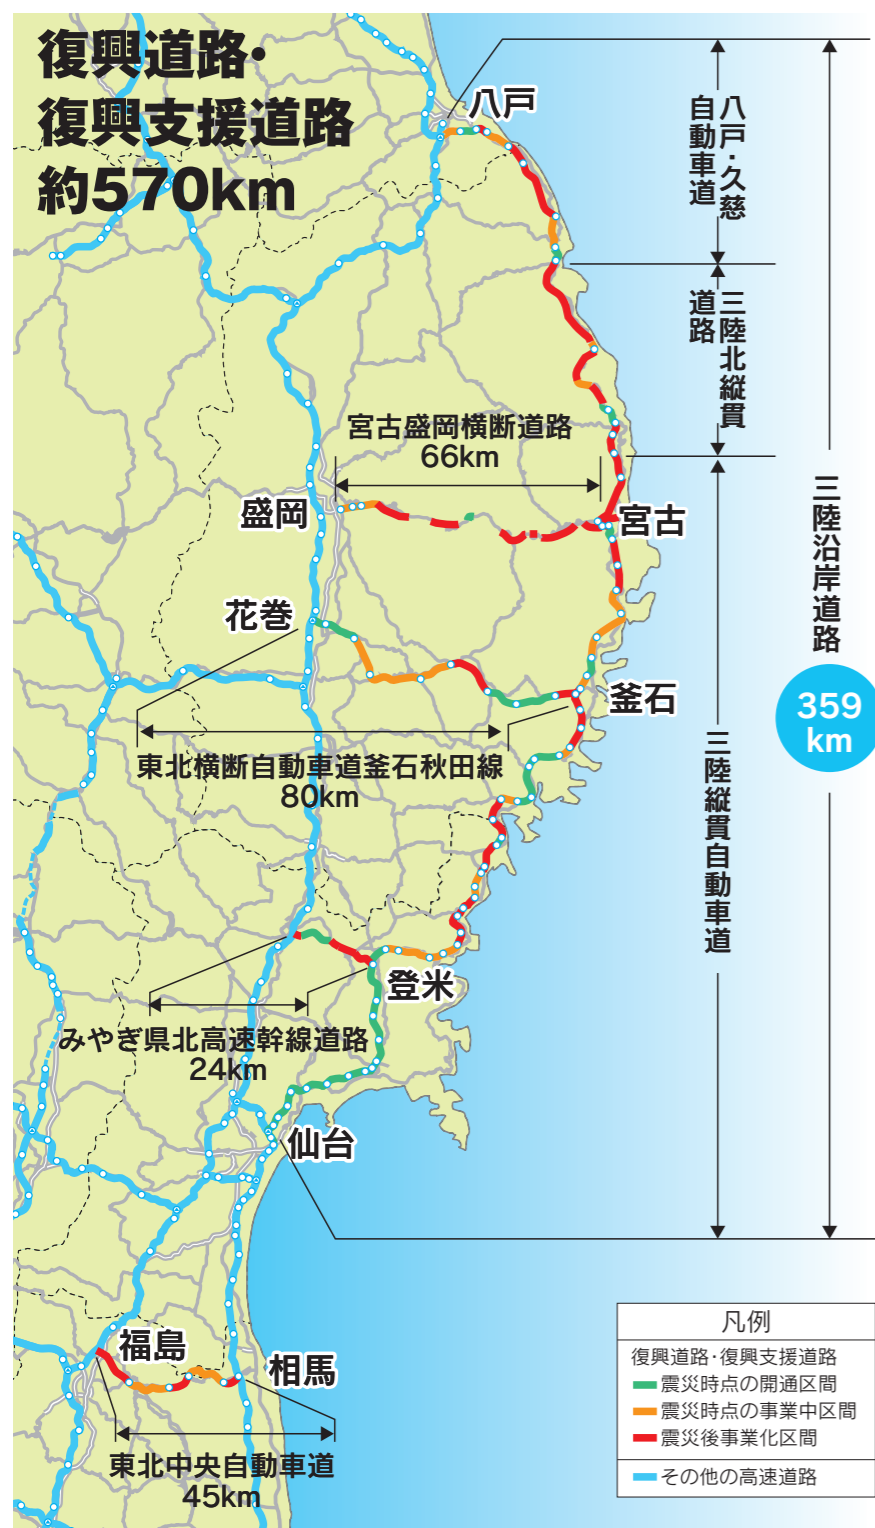 復興道路・
復興支援道路
約570km
八戸
八戸・久慈
自動車道
三陸北縦貫
道路
宮古盛岡横断道路
66km
盛岡
宮古
三陸沿岸道路
359
km
花巻
釜石
東北横断自動車道釜石秋田線
80km
三陸縦貫自動車道
登米
みやぎ県北高速幹線道路
24km
仙台
福島
相馬
東北中央自動車道
45km
凡例
復興道路・復興支援道路
震災時点の開通区間
震災時点の事業中区間
震災後事業化区間
その他の高速道路